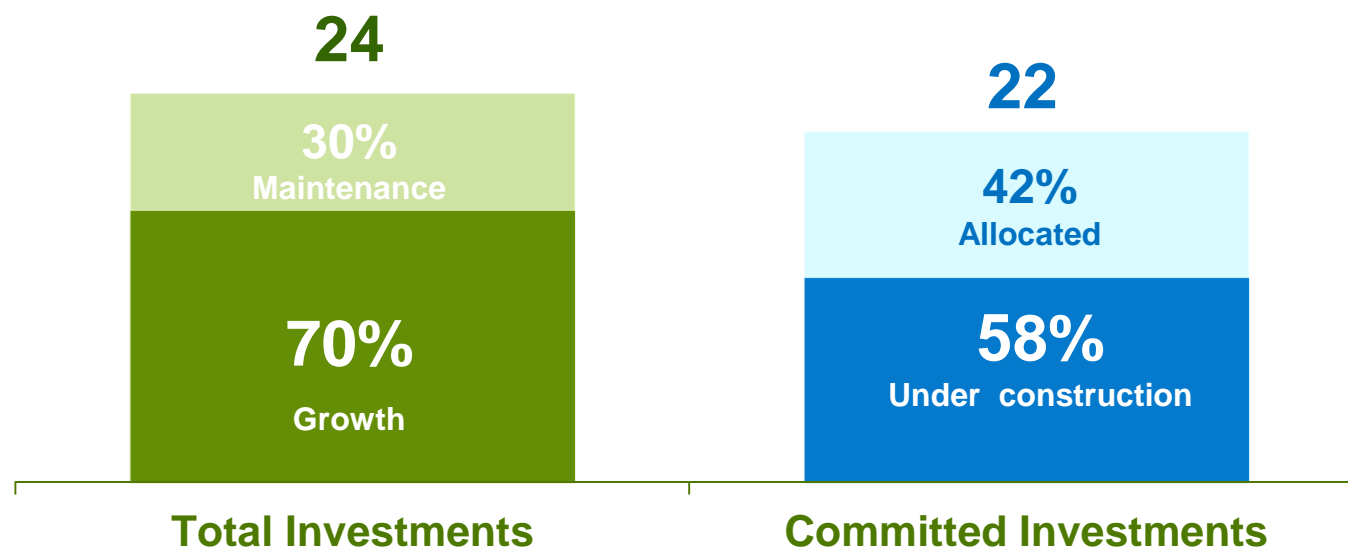 24
30%
Maintenance
70%
Growth
Total Investments
22
42%
Allocated
58%
Under construction
Committed Investments